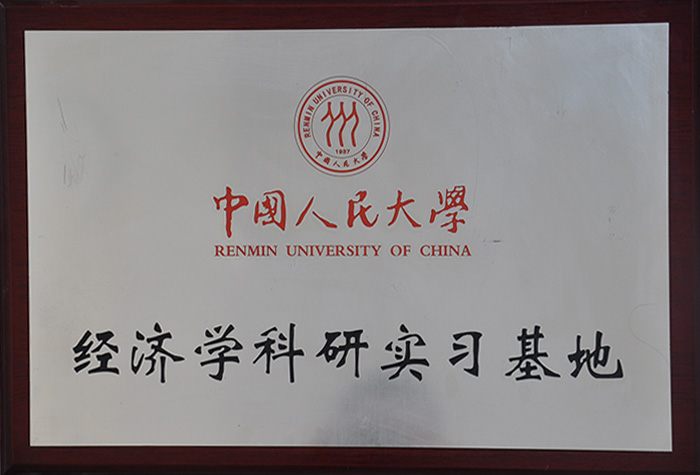 RENMIN UNIVERSITY OF CHINA
1937
中国人民大学
中國人民大學
RENMIN UNIVERSITY OF CHINA
经济学科研实习基地